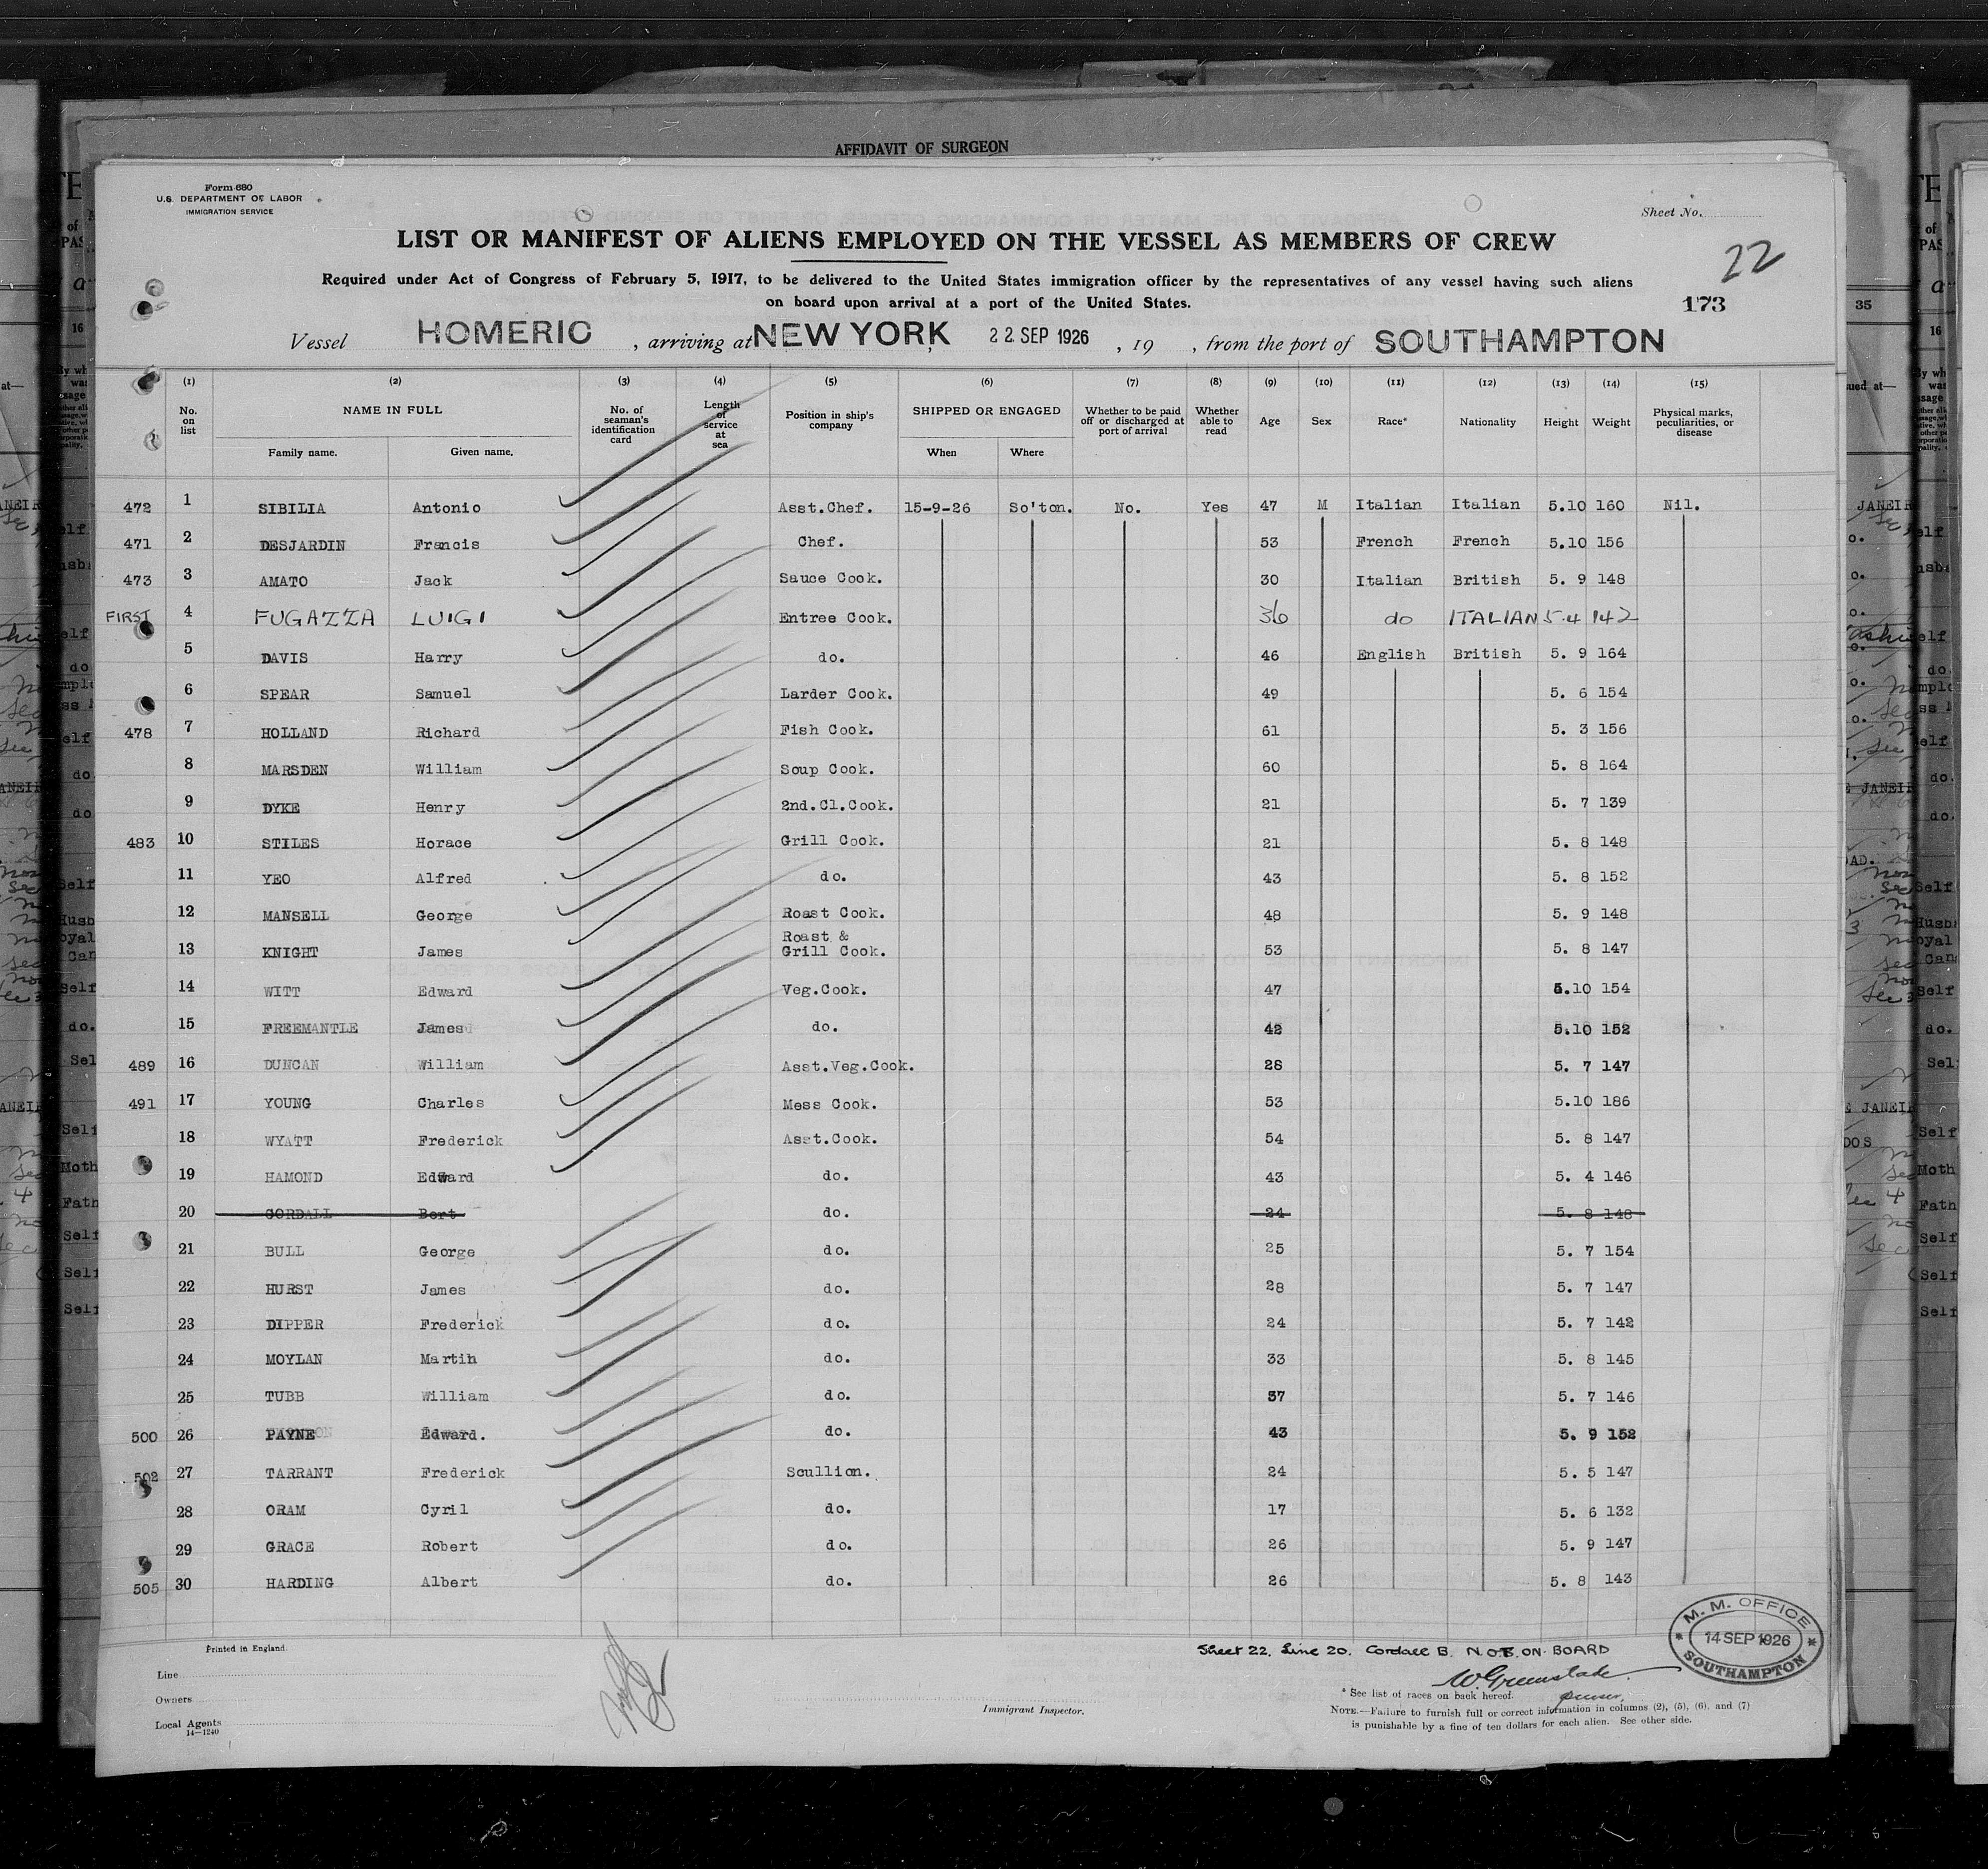 AFFIDAVIT OF SURGEON
Form 680
U.S. DEPARTMENT OF LABOR
IMMIGRATION SERVICE
Sheet No.
22
LIST OR MANIFEST OF ALIENS EMPLOYED ON THE VESSEL AS MEMBERS OF CREW
Required under Act of Congress of February 5, 1917, to be delivered to the United States immigration officer by the representatives of any vessel having such aliens
on board upon arrival at a port of the United States.
173
Vessel HOMERIC , arriving at NEW YORK, 22 SEP 1926 , 19 , from the port of SOUTHAMPTON
(1) (2) (3) (4) (5) (6) (7) (8) (9) (10) (11) (12) (13) (14) (15)
No. on list NAME IN FULL No. of seaman's identification card Length of service at sea Position in ship's company SHIPPED OR ENGAGED Whether to be paid off or discharged at port of arrival Whether able to read Age Sex Race* Nationality Height Weight Physical marks, peculiarities, or disease
Family name. Given name. When Where
472 1 SIBILIA Antonio Asst.Chef. 15-9-26 So'ton. No. Yes 47 M Italian Italian 5.10 160 Nil.
471 2 DESJARDIN Francis Chef. 53 French French 5.10 156
473 3 AMATO Jack Sauce Cook. 30 Italian British 5. 9 148
FIRST 4 FUGAZZA LUIGI Entree Cook. 36 do ITALIAN 5.4 142
5 DAVIS Harry do. 46 English British 5. 9 164
6 SPEAR Samuel Larder Cook. 49 5. 6 154
478 7 HOLLAND Richard Fish Cook. 61 5. 3 156
8 MARSDEN William Soup Cook. 60 5. 8 164
9 DYKE Henry 2nd.Cl.Cook. 21 5. 7 139
483 10 STILES Horace Grill Cook. 21 5. 8 148
11 YEO Alfred do. 43 5. 8 152
12 MANSELL George Roast Cook. 48 5. 9 148
13 KNIGHT James Roast & Grill Cook. 53 5. 8 147
14 WITT Edward Veg.Cook. 47 5.10 154
15 FREEMANTLE James do. 42 5.10 152
489 16 DUNCAN William Asst.Veg.Cook. 28 5. 7 147
491 17 YOUNG Charles Mess Cook. 53 5.10 186
18 WYATT Frederick Asst.Cook. 54 5. 8 147
19 HAMOND Edward do. 43 5. 4 146
20 CORDALL Bert do. 24 5. 8 148
21 BULL George do. 25 5. 7 154
22 HURST James do. 28 5. 7 147
23 DIPPER Frederick do. 24 5. 7 142
24 MOYLAN Martin do. 33 5. 8 145
25 TUBB William do. 37 5. 7 146
500 26 PAYNE Edward. do. 43 5. 9 152
502 27 TARRANT Frederick Scullion. 24 5. 5 147
28 ORAM Cyril do. 17 5. 6 132
29 GRACE Robert do. 26 5. 9 147
505 30 HARDING Albert do. 26 5. 8 143
M. M. OFFICE
14 SEP 1926
SOUTHAMPTON
Printed in England.
Sheet 22, Line 20. Cordall B. NOT ON BOARD
Line
W. Greenslade
Purser
Owners
* See list of races on back hereof.
Immigrant Inspector.
NOTE.—Failure to furnish full or correct information in columns (2), (5), (6), and (7)
is punishable by a fine of ten dollars for each alien. See other side.
Local Agents
14—1240